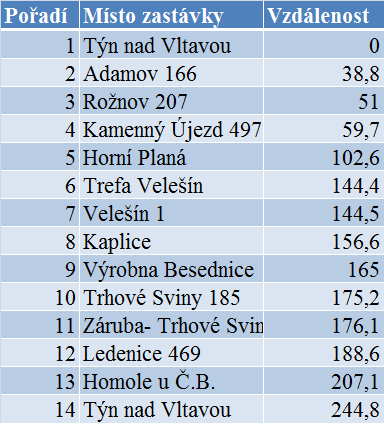 Pořadí Místo zastávky Vzdálenost
1 Týn nad Vltavou 0
2 Adamov 166 38,8
3 Rožnov 207 51
4 Kamenný Újezd 497 59,7
5 Horní Planá 102,6
6 Trefa Velešín 144,4
7 Velešín 1 144,5
8 Kaplice 156,6
9 Výrobna Besednice 165
10 Trhové Sviny 185 175,2
11 Záruba- Trhové Svin 176,1
12 Ledenice 469 188,6
13 Homole u Č.B. 207,1
14 Týn nad Vltavou 244,8